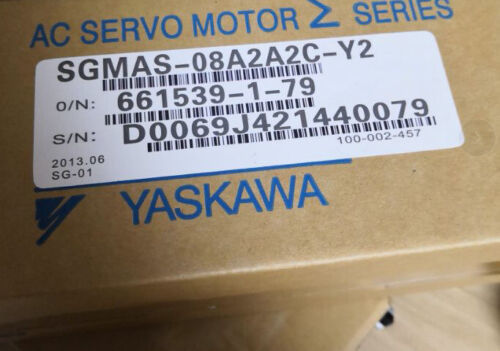 AC SERVO MOTOR Σ SERIES
SGMAS-08A2A2C-Y2
O/N: 661539-1-79
S/N: D0069J421440079
2013.06 100-002-457
SG-01
YASKAWA